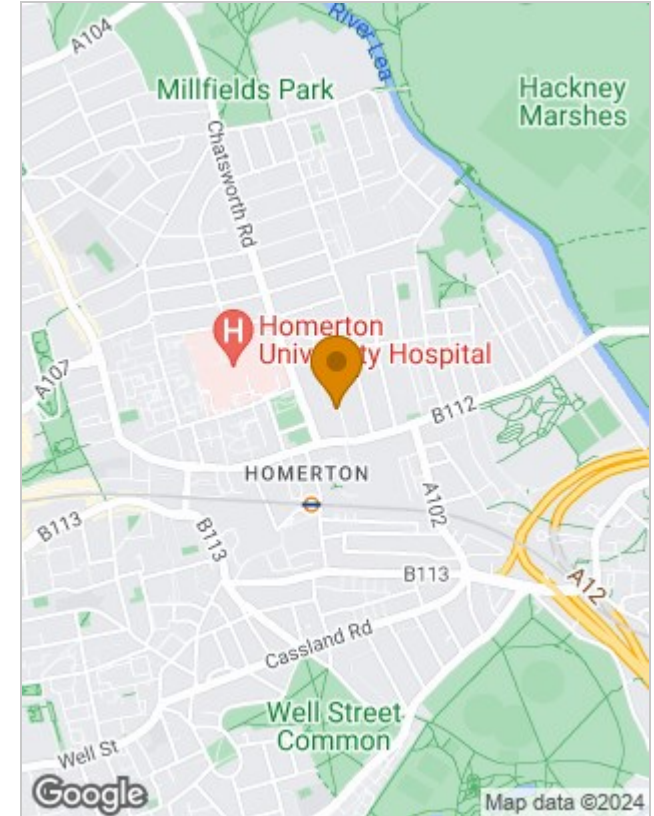 A104
River Lea
Millfields Park
Hackney
Marshes
Chatsworth Rd
H
Homerton
University Hospital
A107
B112
HOMERTON
A102
B113
B113
B113
A12
Cassland Rd
Well Street
Common
Well St
Google
Map data ©2024